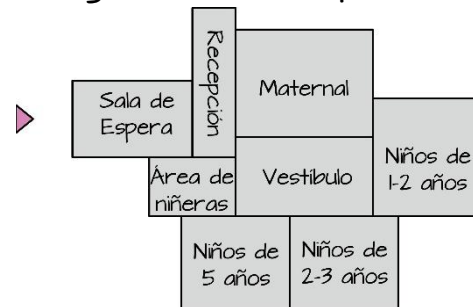 Recepción
Maternal
Sala de
Espera
Niños de
1-2 años
Área de
niñeras
Vestíbulo
Niños de
5 años
Niños de
2-3 años